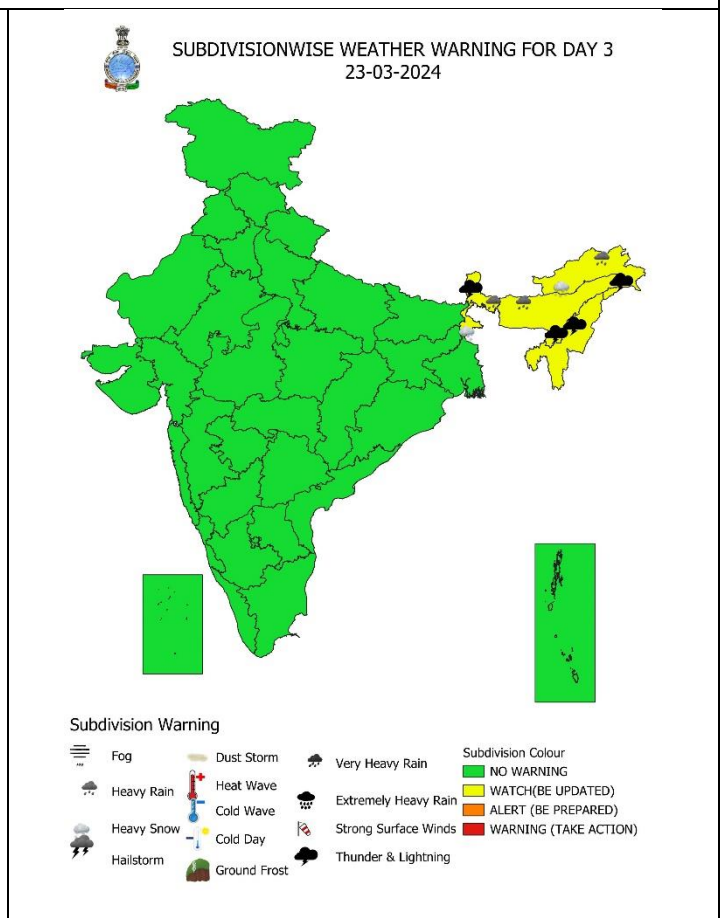 SUBDIVISIONWISE WEATHER WARNING FOR DAY 3
23-03-2024
Subdivision Warning
Fog
Heavy Rain
Heavy Snow
Hailstorm
Dust Storm
Heat Wave
Cold Wave
Cold Day
Ground Frost
Very Heavy Rain
Extremely Heavy Rain
Strong Surface Winds
Thunder & Lightning
Subdivision Colour
NO WARNING
WATCH(BE UPDATED)
ALERT (BE PREPARED)
WARNING (TAKE ACTION)